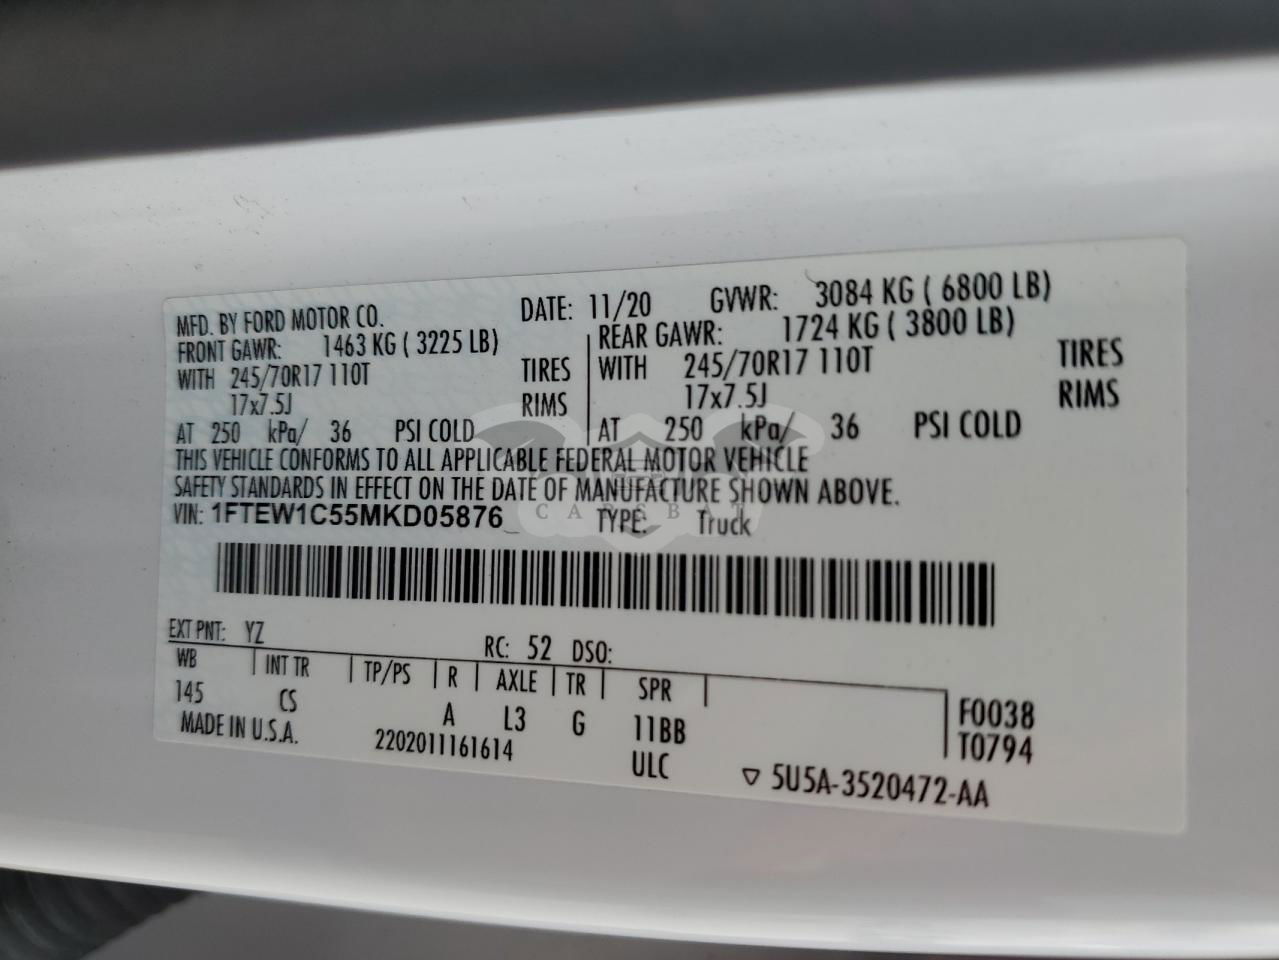 MFD. BY FORD MOTOR CO. DATE: 11/20 GVWR: 3084 KG ( 6800 LB)
FRONT GAWR: 1463 KG ( 3225 LB) REAR GAWR: 1724 KG ( 3800 LB)
WITH 245/70R17 110T TIRES WITH 245/70R17 110T TIRES
17x7.5J RIMS 17x7.5J RIMS
AT 250 kPa/ 36 PSI COLD AT 250 kPa/ 36 PSI COLD
THIS VEHICLE CONFORMS TO ALL APPLICABLE FEDERAL MOTOR VEHICLE
SAFETY STANDARDS IN EFFECT ON THE DATE OF MANUFACTURE SHOWN ABOVE.
CARSBAT
VIN: 1FTEW1C55MKD05876 TYPE: Truck
EXT PNT: YZ RC: 52 DSO:
WB INT TR TP/PS R AXLE TR SPR
145 CS A L3 G 11BB F0038
MADE IN U.S.A. 2202011161614 ULC T0794
5U5A-3520472-AA